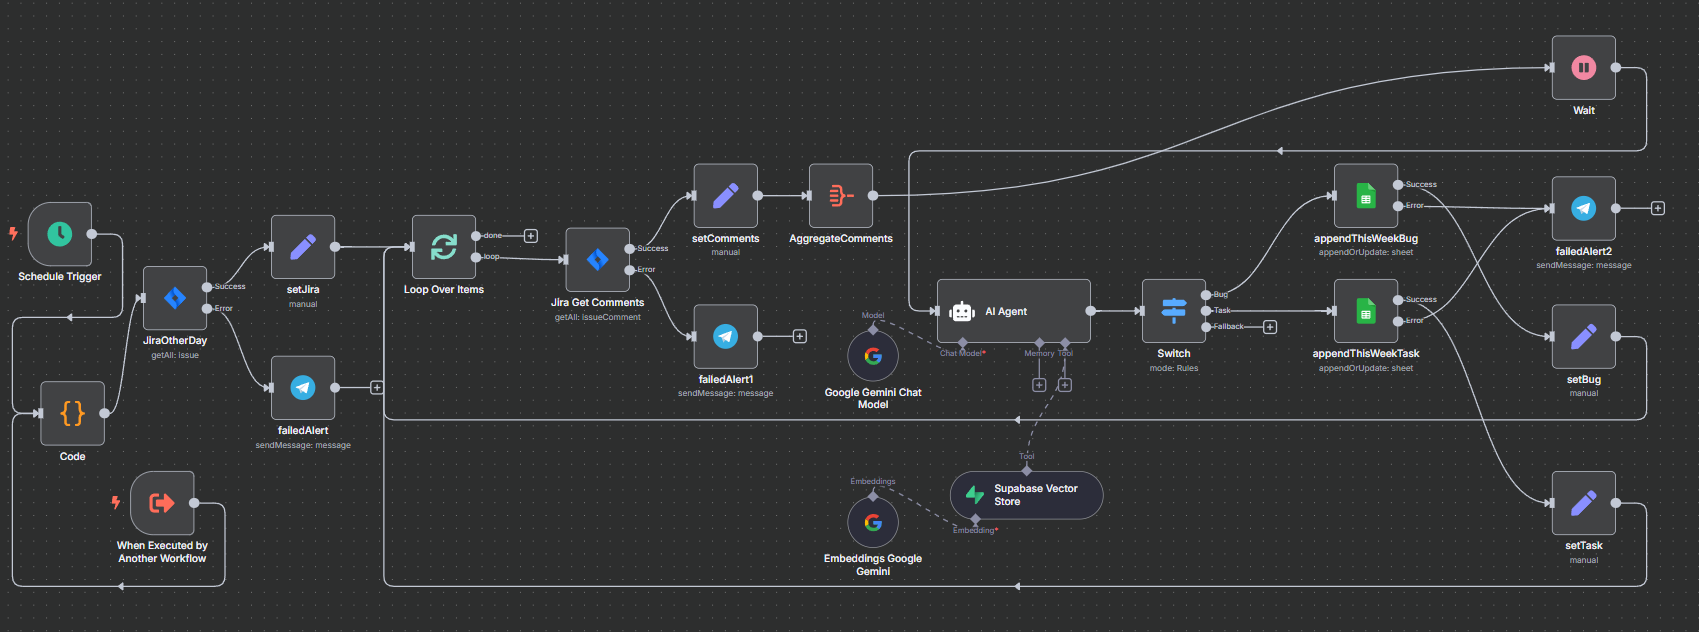 Wait
Success
Error
appendThisWeekBug
appendOrUpdate: sheet
failedAlert2
sendMessage: message
setComments
manual
AggregateComments
Schedule Trigger
Success
Error
JiraOtherDay
getAll: issue
setJira
manual
done
loop
Loop Over Items
Success
Error
Jira Get Comments
getAll: issueComment
failedAlert1
sendMessage: message
AI Agent
Chat Model*
Memory
Tool
Model
Google Gemini Chat
Model
Bug
Task
Fallback
Switch
mode: Rules
Success
Error
appendThisWeekTask
appendOrUpdate: sheet
setBug
manual
failedAlert
sendMessage: message
{}
Code
When Executed by
Another Workflow
Tool
Supabase Vector
Store
Embedding*
Embeddings
Embeddings Google
Gemini
setTask
manual